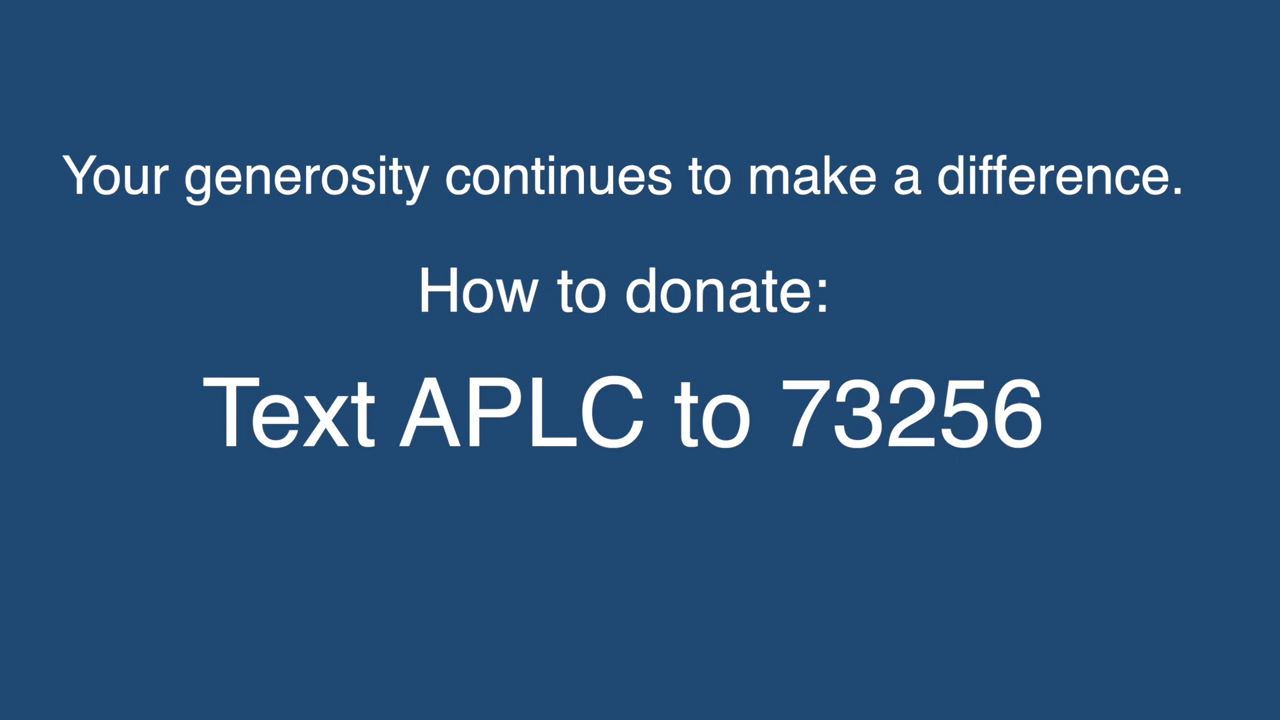 Your generosity continues to make a difference.
How to donate:
Text APLC to 73256